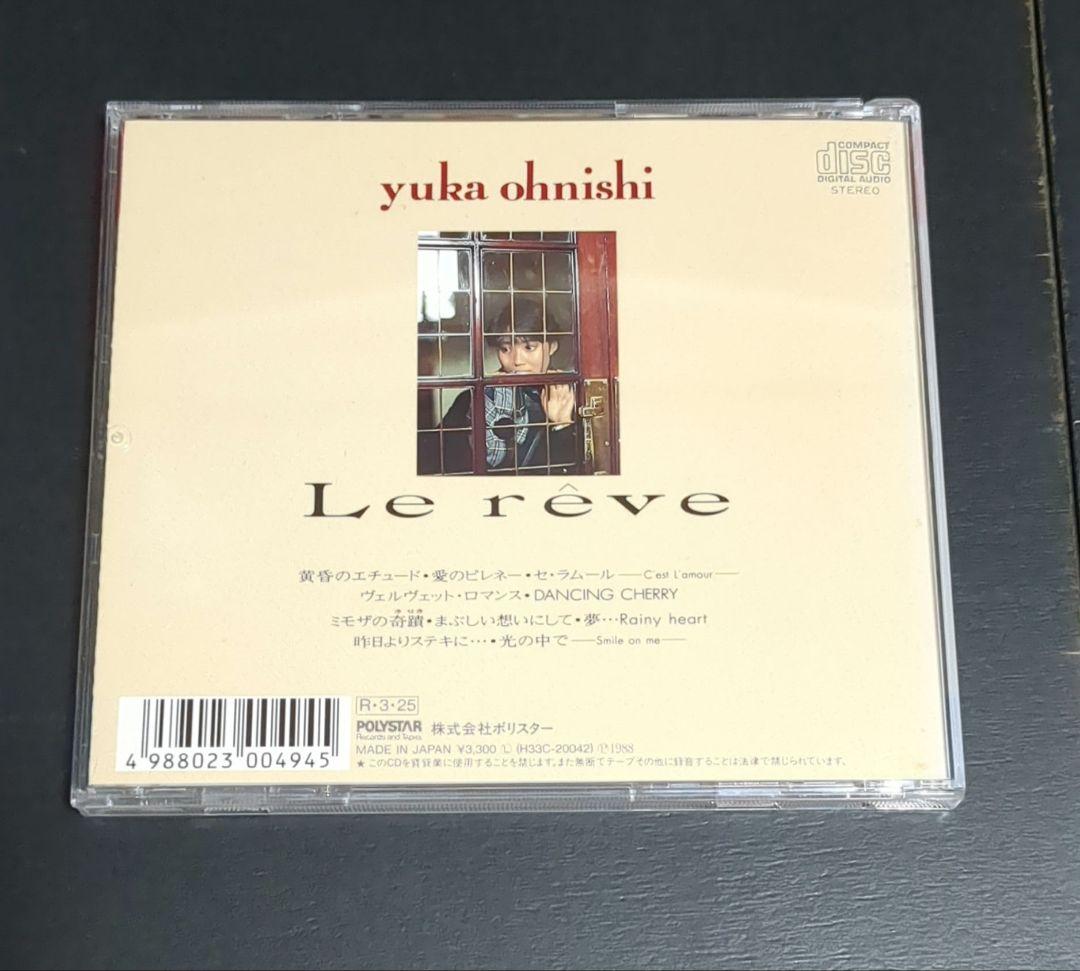 COMPACT
disc
DIGITAL AUDIO
STEREO
yuka ohnishi
Le rêve
黄昏のエチュード・愛のピレネー・セ・ラムール——C'est L'amour——
ヴェルヴェット・ロマンス・DANCING CHERRY
きせき
ミモザの奇蹟・まぶしい想いにして・夢…Rainy heart
昨日よりステキに…・光の中で——Smile on me——
R・3・25
POLYSTAR 株式会社ポリスター
Records and Tapes
MADE IN JAPAN ¥3,300 Ⓛ (H33C-20042) ℗1988
★このCDを賃貸業に使用することを禁じます。また無断でテープその他に録音することは法律で禁じられています。
4 988023 004945